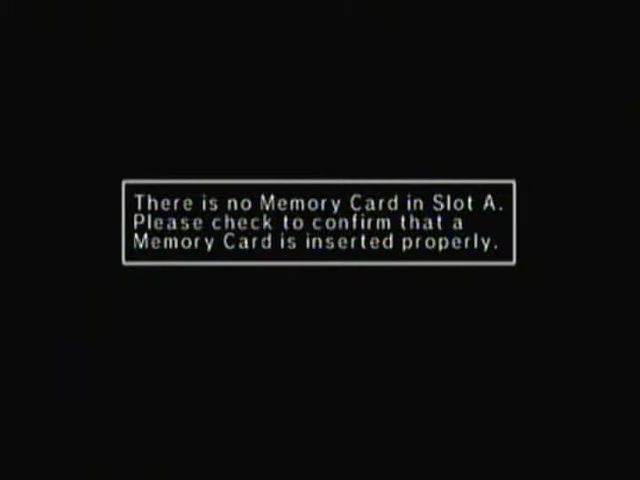 There is no Memory Card in Slot A.
Please check to confirm that a
Memory Card is inserted properly.